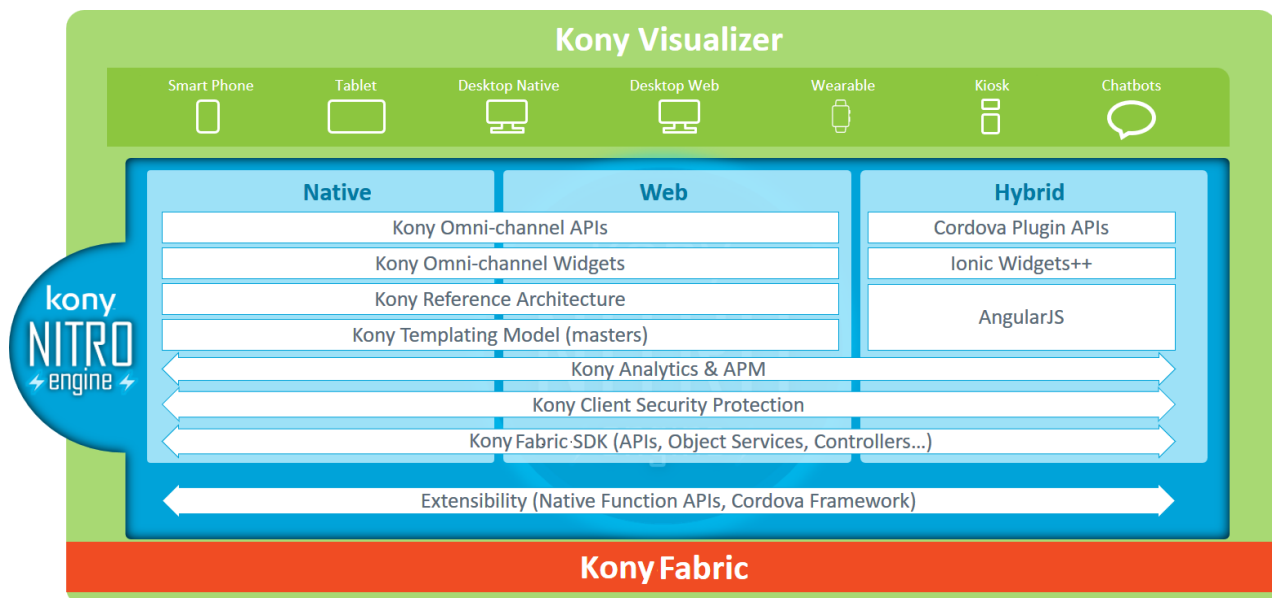 Kony Visualizer
Smart Phone
Tablet
Desktop Native
Desktop Web
Wearable
Kiosk
Chatbots
Native
Web
Hybrid
Kony Omni-channel APIs
Cordova Plugin APIs
Kony Omni-channel Widgets
Ionic Widgets++
Kony Reference Architecture
AngularJS
Kony Templating Model (masters)
Kony Analytics & APM
Kony Client Security Protection
Kony Fabric·SDK (APIs, Object Services, Controllers...)
Extensibility (Native Function APIs, Cordova Framework)
kony
NITRO
engine
Kony Fabric